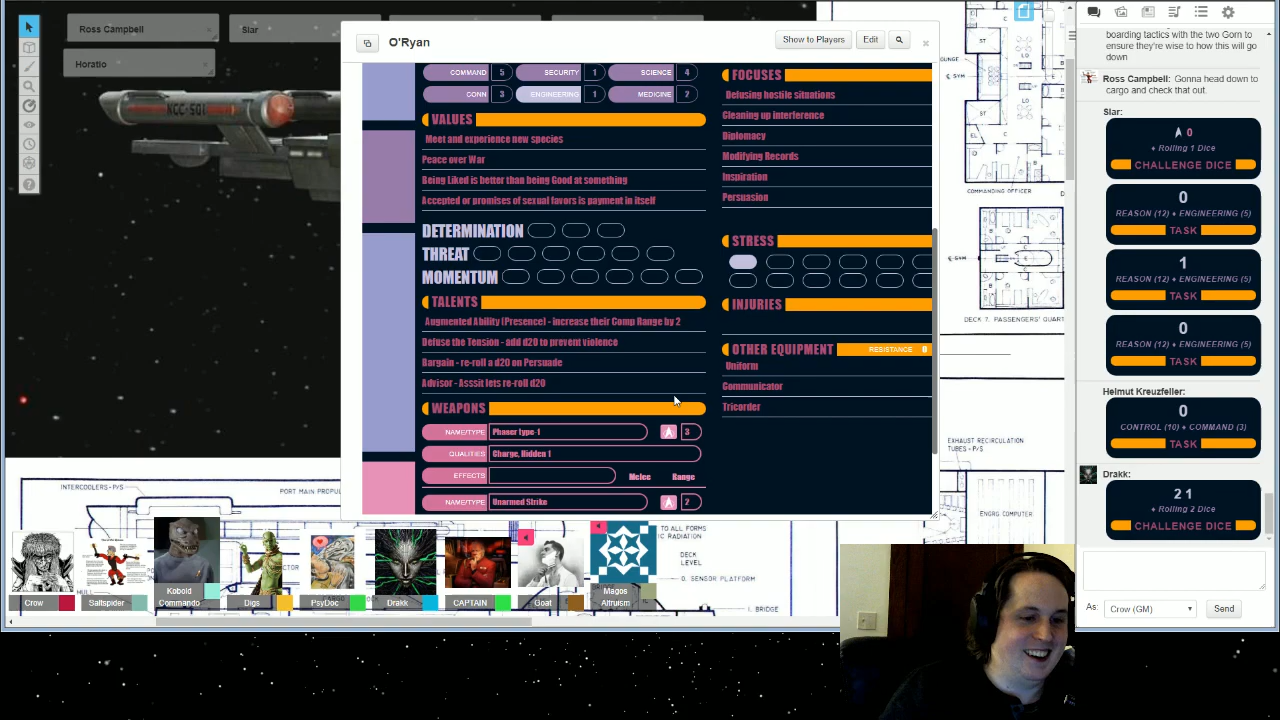 Ross Campbell
Slar
Horatio
NCC-501
O'Ryan
Show to Players
Edit
COMMAND 5 SECURITY 1 SCIENCE 4
CONN 3 ENGINEERING 1 MEDICINE 2
VALUES
Meet and experience new species
Peace over War
Being Liked is better than being Good at something
Accepted or promises of sexual favors is payment in itself
DETERMINATION
THREAT
MOMENTUM
TALENTS
Augmented Ability (Presence) - increase their Comp Range by 2
Defuse the Tension - add d20 to prevent violence
Bargain - re-roll a d20 on Persuade
Advisor - Asssit lets re-roll d20
WEAPONS
NAME/TYPE Phaner type-1 3
QUALITIES Charge, Hidden 1
EFFECTS Melee Range
NAME/TYPE Unarmed Strike 2
FOCUSES
Defusing hostile situations
Cleaning up interference
Diplomacy
Modifying Records
Inspiration
Persuasion
STRESS
INJURIES
OTHER EQUIPMENT RESISTANCE 0
Uniform
Communicator
Tricorder
ST
COMMANDING OFFICER
DECK 7. PASSENGERS' QUART
EXHAUST RECIRCULATION
TUBES - P/S
ENGRG COMPUTER
INTERCOOLERS-P/S
PORT MAIN PROPUL
TO ALL FORMS
IC RADIATION
DECK
LEVEL
O. SENSOR PLATFORM
I. BRIDGE
Crow
Saltspider
Kobold
Commando
Digs
PsyDoc
Drakk
CAPTAIN
Goat
Magos
Altruism
boarding tactics with the two Gorn to
ensure they're wise to how this will go
down
Ross Campbell: Gonna head down to
cargo and check that out.
Slar:
0
+ Rolling 1 Dice
CHALLENGE DICE
0
REASON (12) + ENGINEERING (5)
TASK
1
REASON (12) + ENGINEERING (5)
TASK
0
REASON (12) + ENGINEERING (5)
TASK
Helmut Kreuzfeller:
0
CONTROL (10) + COMMAND (3)
TASK
Drakk:
2 1
+ Rolling 2 Dice
CHALLENGE DICE
As: Crow (GM) Send